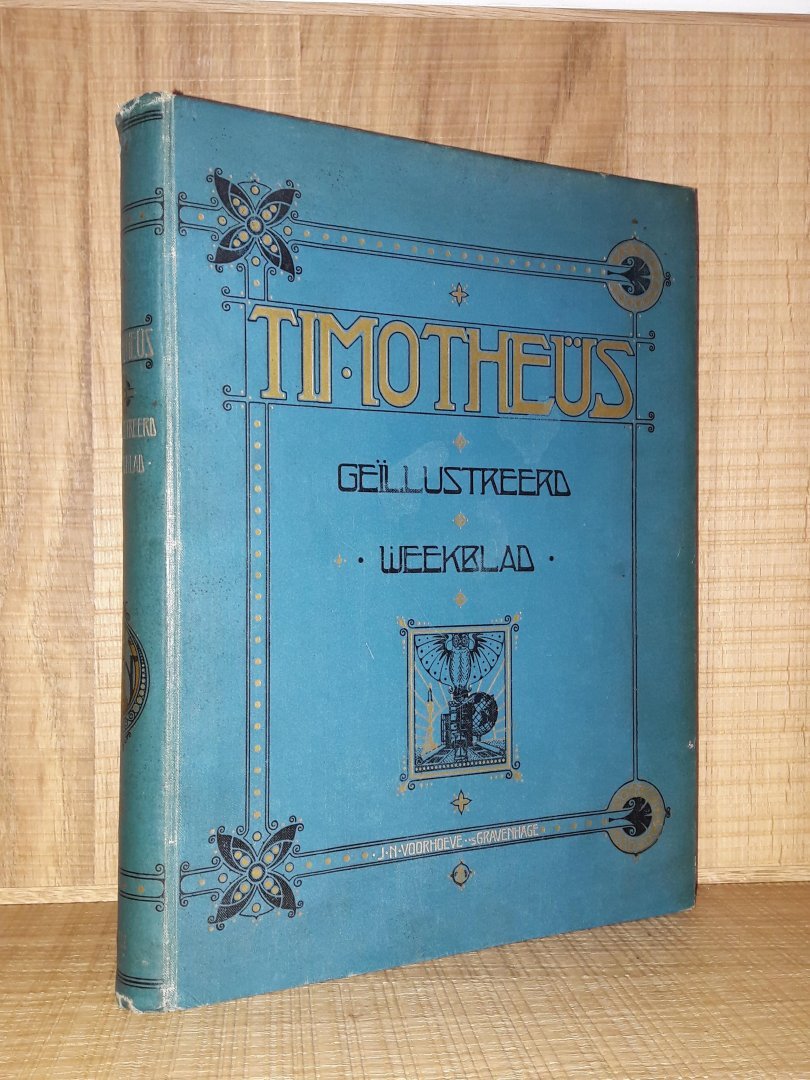 TIMOTHEÜS
GEÏLLUSTREERD
· WEEKBLAD ·
· J · N · VOORHOEVE · 'S GRAVENHAGE ·